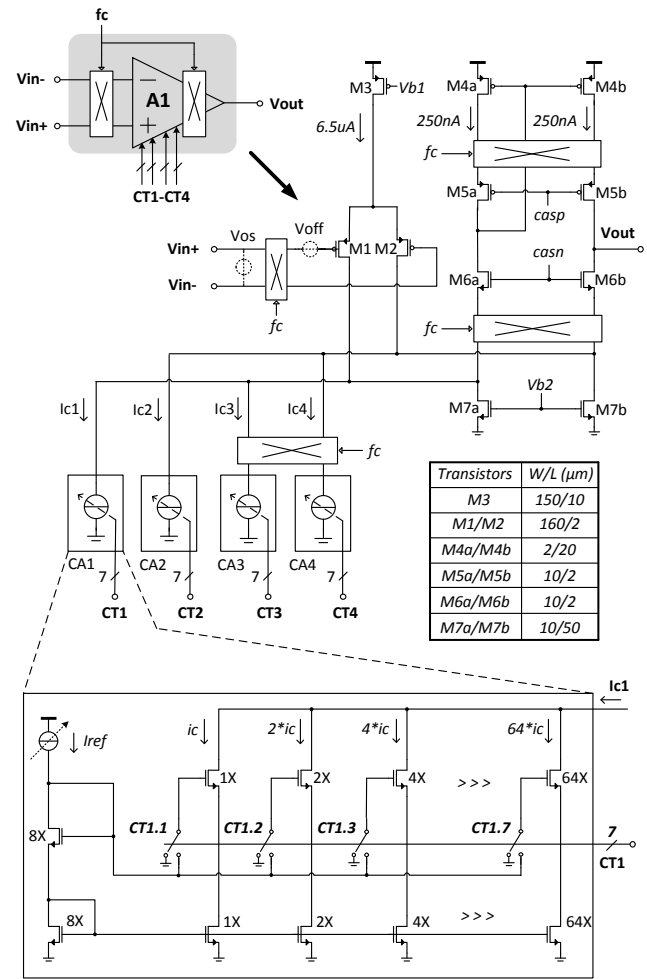 fc
Vin-
Vin+
A1
Vout
CT1-CT4
M3
Vb1
6.5uA
M4a
M4b
250nA
250nA
fc
M5a
M5b
casp
Vos
Voff
Vin+
Vin-
M1
M2
fc
Vout
casn
M6a
M6b
fc
Ic1
Ic2
Ic3
Ic4
Vb2
M7a
M7b
fc
CA1
CA2
CA3
CA4
7
7
7
7
CT1
CT2
CT3
CT4
Transistors W/L (µm)
M3 150/10
M1/M2 160/2
M4a/M4b 2/20
M5a/M5b 10/2
M6a/M6b 10/2
M7a/M7b 10/50
Ic1
Iref
ic
2*ic
4*ic
64*ic
1X
2X
4X
>>>
64X
8X
CT1.1
CT1.2
CT1.3
CT1.7
7
CT1
8X
1X
2X
4X
>>>
64X